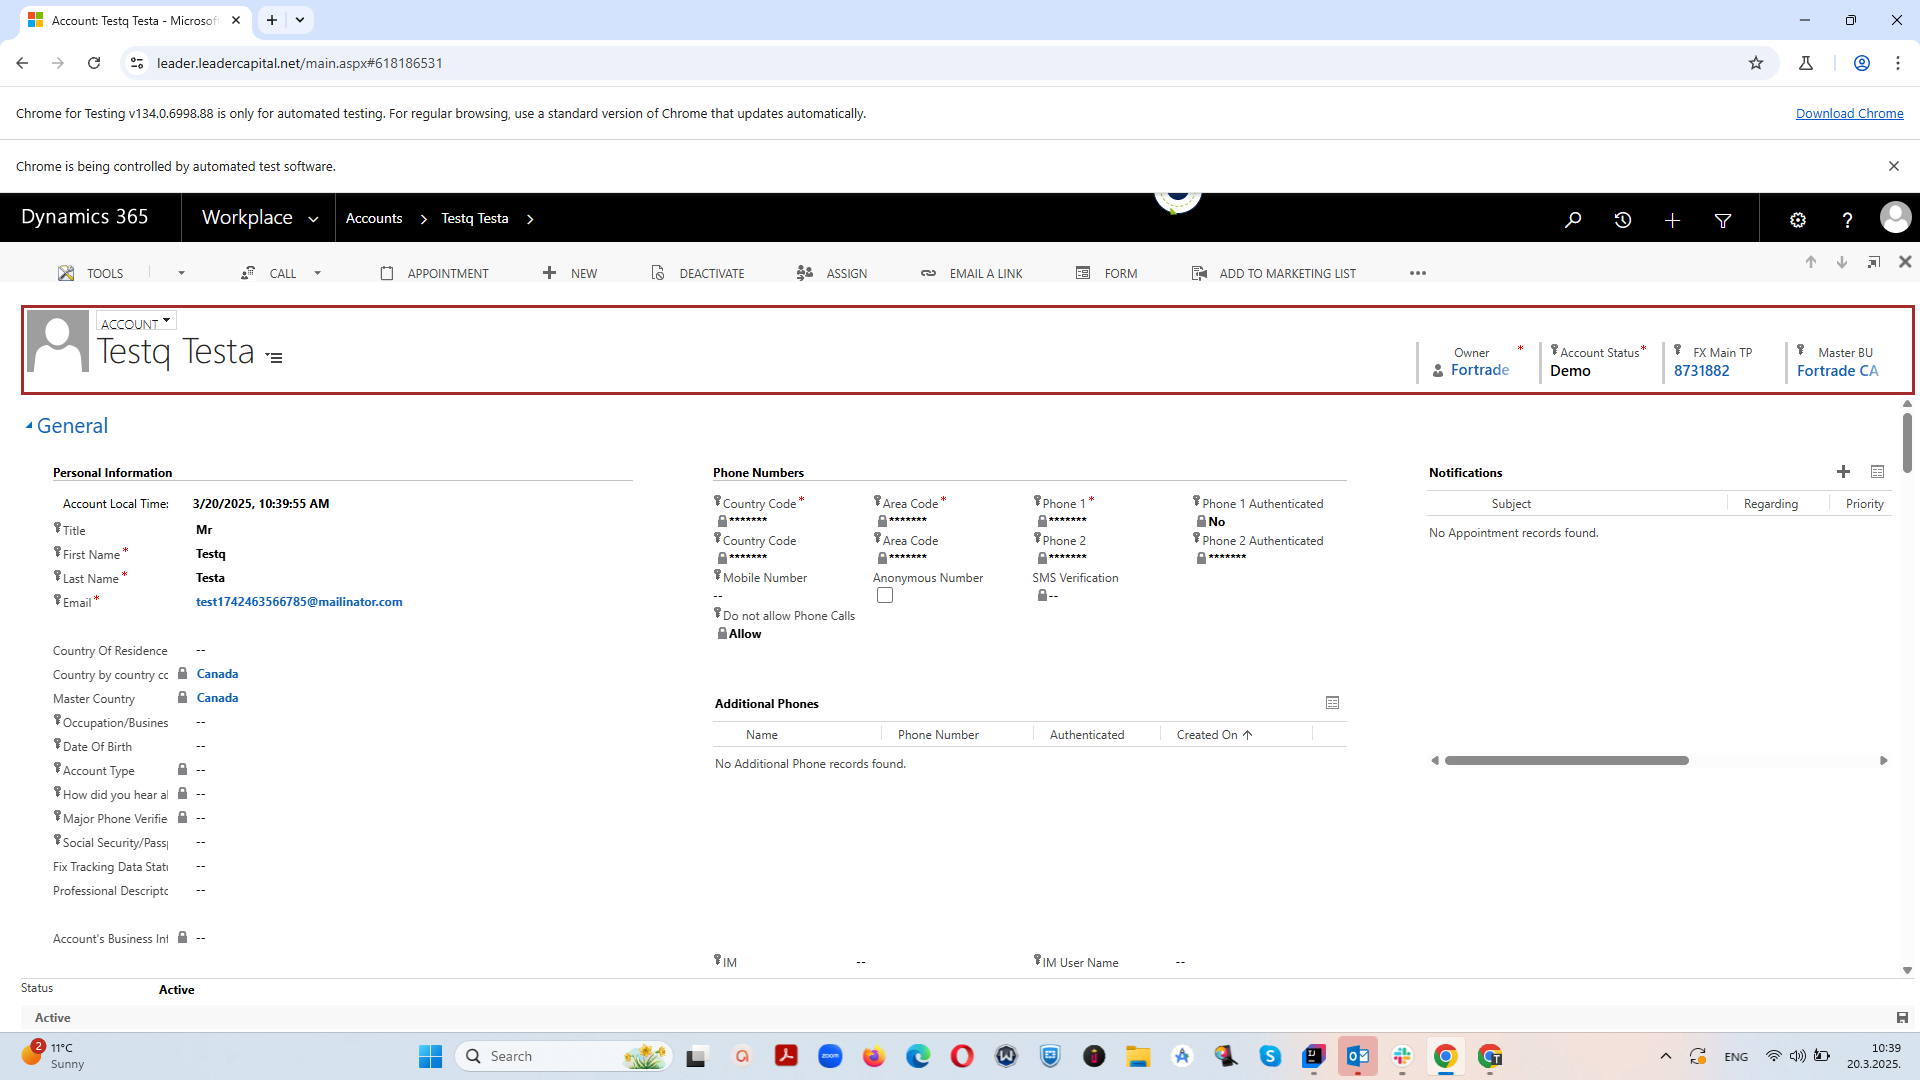 Account: Testq Testa - Microsof
leader.leadercapital.net/main.aspx#618186531
Chrome for Testing v134.0.6998.88 is only for automated testing. For regular browsing, use a standard version of Chrome that updates automatically.
Download Chrome
Chrome is being controlled by automated test software.
Dynamics 365
Workplace
Accounts
Testq Testa
TOOLS
CALL
APPOINTMENT
NEW
DEACTIVATE
ASSIGN
EMAIL A LINK
FORM
ADD TO MARKETING LIST
ACCOUNT
Testq Testa
Owner *
Fortrade
Account Status *
Demo
FX Main TP
8731882
Master BU
Fortrade CA
General
Personal Information
Account Local Time: 3/20/2025, 10:39:55 AM
Title Mr
First Name * Testq
Last Name * Testa
Email * test1742463566785@mailinator.com
Country Of Residence --
Country by country cc Canada
Master Country Canada
Occupation/Busines --
Date Of Birth --
Account Type --
How did you hear al --
Major Phone Verifie --
Social Security/Pass --
Fix Tracking Data Statu --
Professional Descripto --
Account's Business Inf --
Phone Numbers
Country Code * Area Code * Phone 1 * Phone 1 Authenticated
******* ******* ******* No
Country Code Area Code Phone 2 Phone 2 Authenticated
******* ******* ******* *******
Mobile Number Anonymous Number SMS Verification
-- --
Do not allow Phone Calls
Allow
Additional Phones
Name Phone Number Authenticated Created On
No Additional Phone records found.
IM -- IM User Name --
Notifications
Subject Regarding Priority
No Appointment records found.
Status Active
Active
2
11°C
Sunny
Search
zoom
ENG
10:39
20.3.2025.